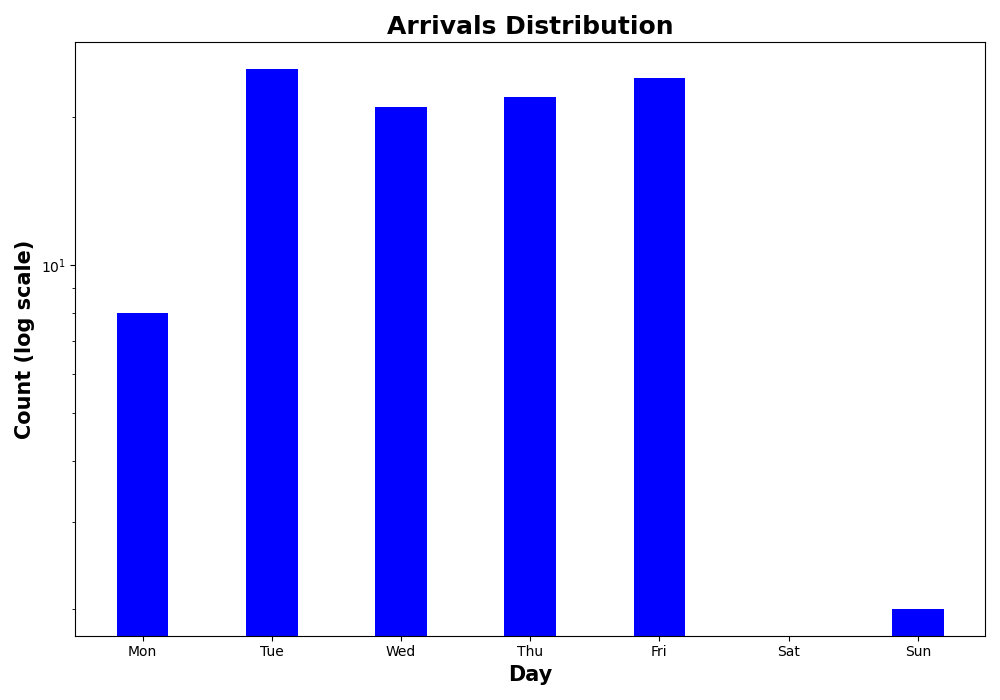 Arrivals Distribution
Count (log scale)
10¹
Mon Tue Wed Thu Fri Sat Sun
Day